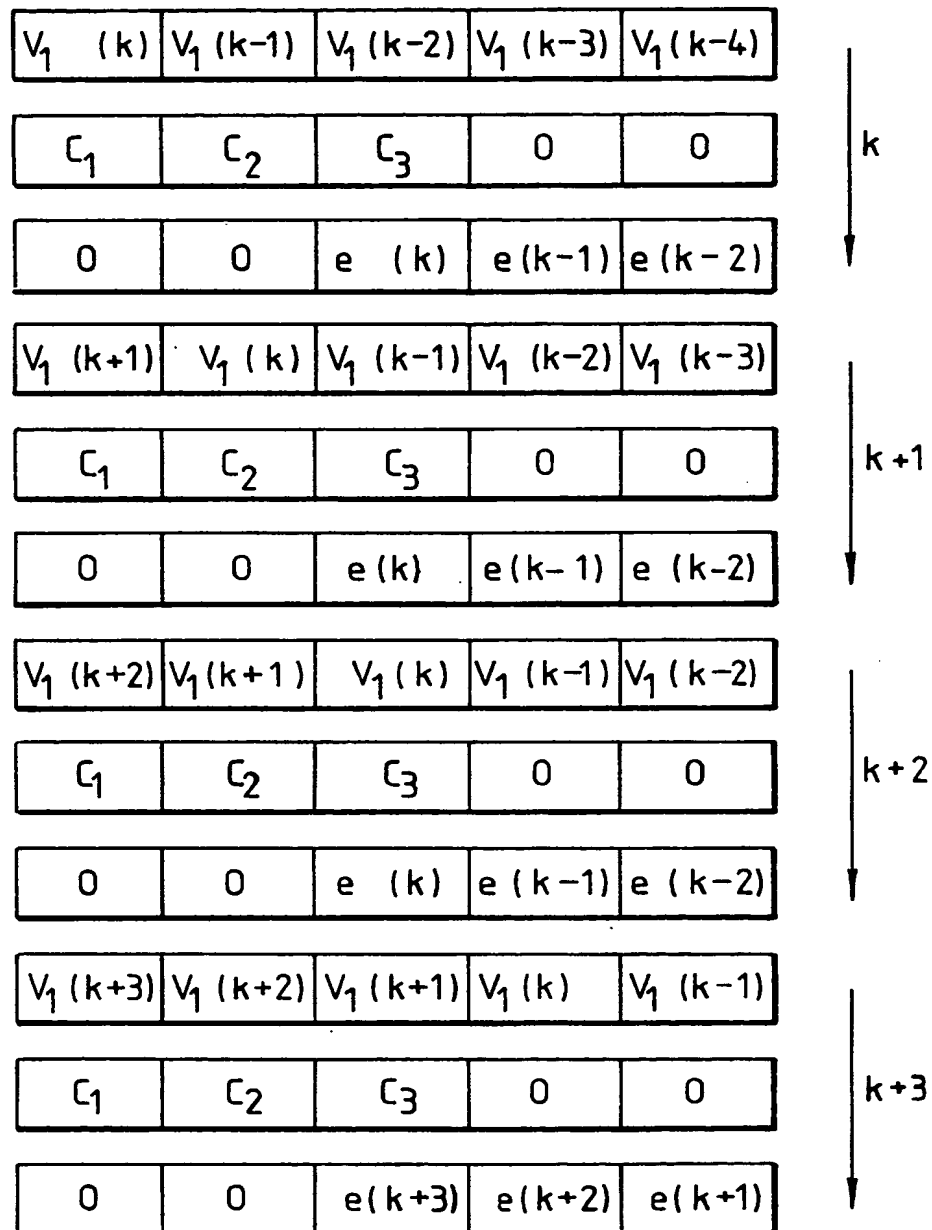 V₁ (k) V₁ (k-1) V₁ (k-2) V₁ (k-3) V₁ (k-4)
k
C₁ C₂ C₃ 0 0
0 0 e (k) e (k-1) e (k-2)
V₁ (k+1) V₁ (k) V₁ (k-1) V₁ (k-2) V₁ (k-3)
k+1
C₁ C₂ C₃ 0 0
0 0 e (k) e (k-1) e (k-2)
V₁ (k+2) V₁ (k+1) V₁ (k) V₁ (k-1) V₁ (k-2)
k+2
C₁ C₂ C₃ 0 0
0 0 e (k) e (k-1) e (k-2)
V₁ (k+3) V₁ (k+2) V₁ (k+1) V₁ (k) V₁ (k-1)
k+3
C₁ C₂ C₃ 0 0
0 0 e (k+3) e (k+2) e (k+1)